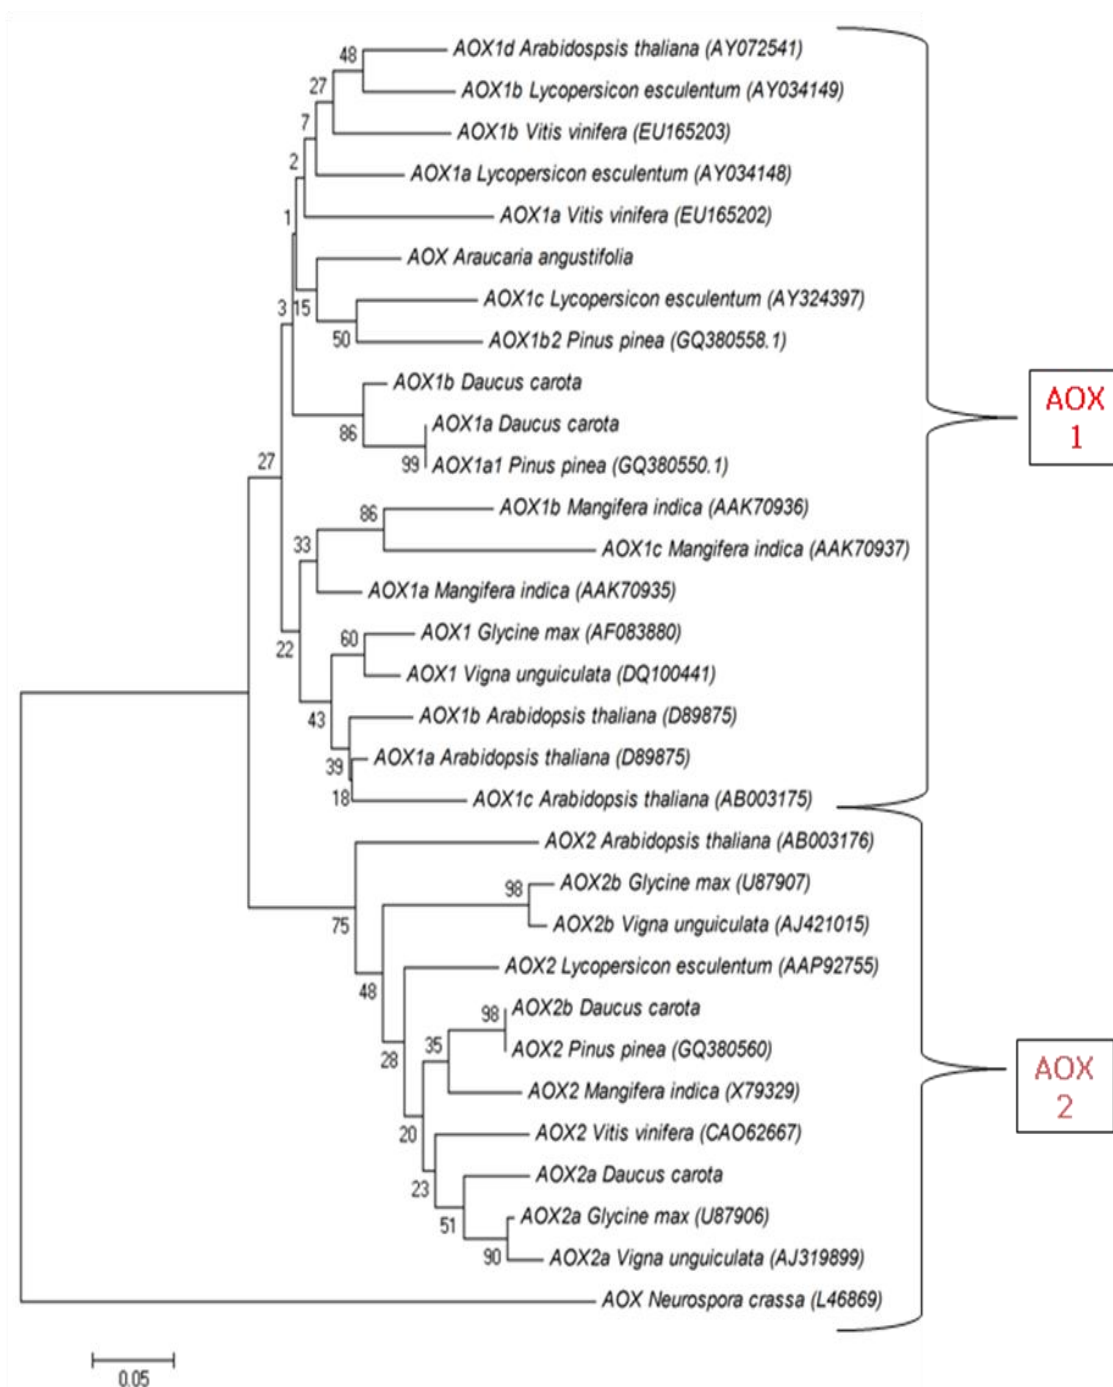 AOX1d Arabidospsis thaliana (AY072541)
48
AOX1b Lycopersicon esculentum (AY034149)
27
AOX1b Vitis vinifera (EU165203)
7
AOX1a Lycopersicon esculentum (AY034148)
2
AOX1a Vitis vinifera (EU165202)
1
AOX Araucaria angustifolia
AOX1c Lycopersicon esculentum (AY324397)
3
15
AOX1b2 Pinus pinea (GQ380558.1)
50
AOX1b Daucus carota
AOX
1
AOX1a Daucus carota
86
AOX1a1 Pinus pinea (GQ380550.1)
99
27
AOX1b Mangifera indica (AAK70936)
86
AOX1c Mangifera indica (AAK70937)
33
AOX1a Mangifera indica (AAK70935)
AOX1 Glycine max (AF083880)
60
22
AOX1 Vigna unguiculata (DQ100441)
AOX1b Arabidopsis thaliana (D89875)
43
AOX1a Arabidopsis thaliana (D89875)
39
AOX1c Arabidopsis thaliana (AB003175)
18
AOX2 Arabidopsis thaliana (AB003176)
AOX2b Glycine max (U87907)
98
AOX2b Vigna unguiculata (AJ421015)
75
AOX2 Lycopersicon esculentum (AAP92755)
48
AOX2b Daucus carota
98
AOX2 Pinus pinea (GQ380560)
35
28
AOX
2
AOX2 Mangifera indica (X79329)
AOX2 Vitis vinifera (CAO62667)
20
AOX2a Daucus carota
23
AOX2a Glycine max (U87906)
51
AOX2a Vigna unguiculata (AJ319899)
90
AOX Neurospora crassa (L46869)
0.05